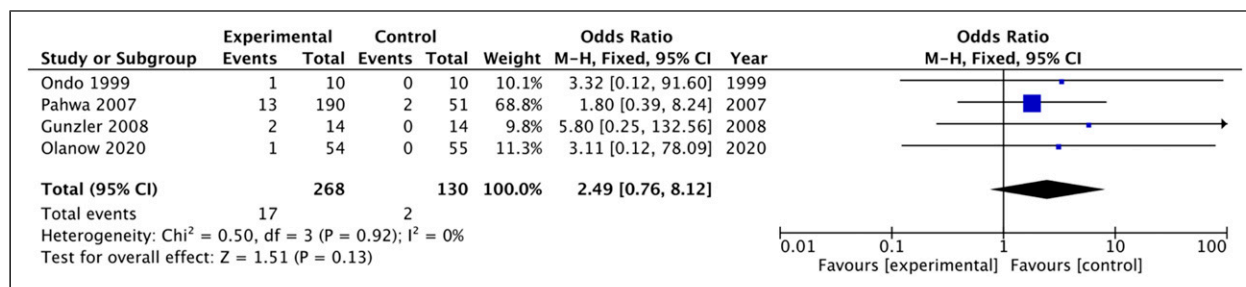 Experimental Control Odds Ratio Odds Ratio
Study or Subgroup Events Total Events Total Weight M-H, Fixed, 95% CI Year M-H, Fixed, 95% CI
Ondo 1999 1 10 0 10 10.1% 3.32 [0.12, 91.60] 1999
Pahwa 2007 13 190 2 51 68.8% 1.80 [0.39, 8.24] 2007
Gunzler 2008 2 14 0 14 9.8% 5.80 [0.25, 132.56] 2008
Olanow 2020 1 54 0 55 11.3% 3.11 [0.12, 78.09] 2020
Total (95% CI) 268 130 100.0% 2.49 [0.76, 8.12]
Total events 17 2
Heterogeneity: Chi² = 0.50, df = 3 (P = 0.92); I² = 0%
Test for overall effect: Z = 1.51 (P = 0.13)
0.01 0.1 1 10 100
Favours [experimental] Favours [control]